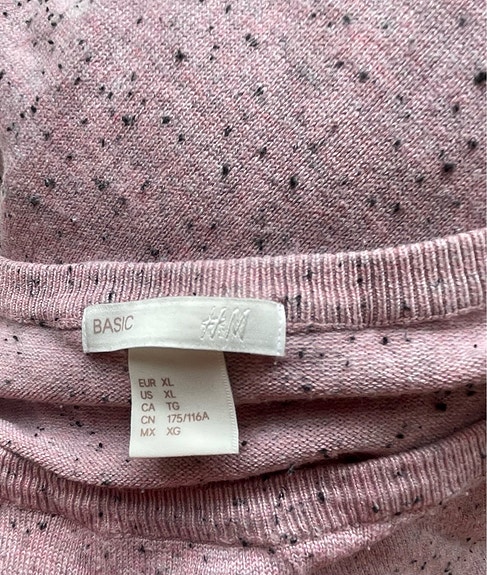 BASIC H&M
EUR XL
US XL
CA TG
CN 175/116A
MX XG